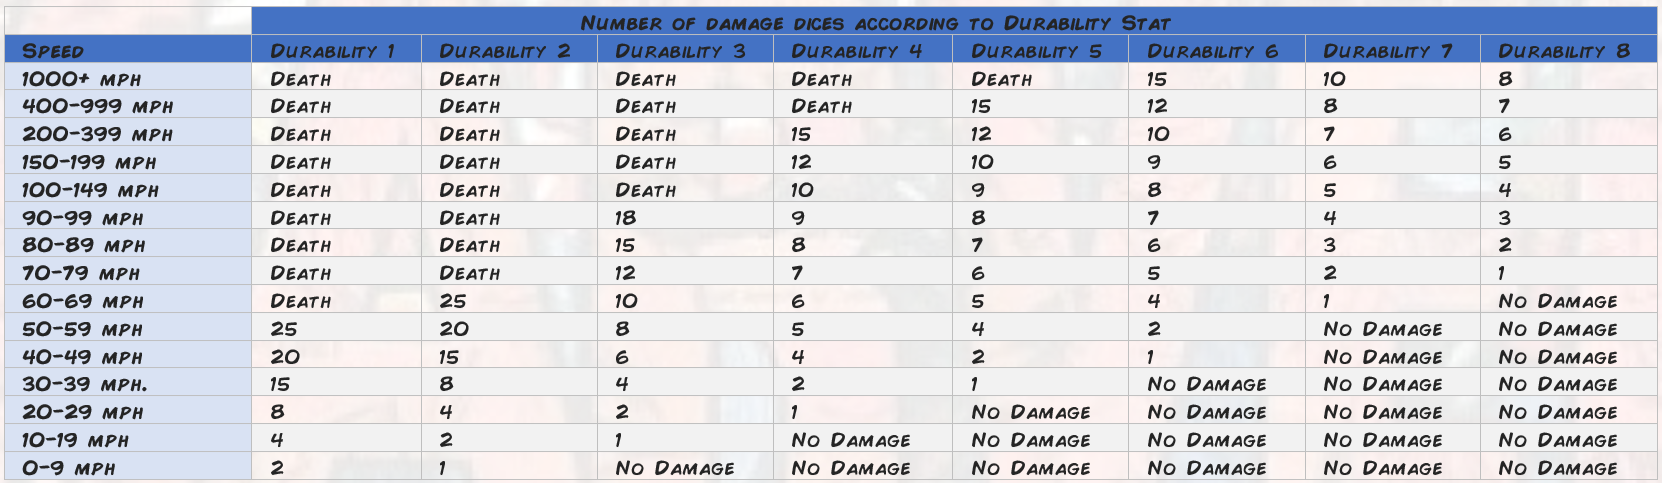 Number of damage dices according to Durability Stat
Speed Durability 1 Durability 2 Durability 3 Durability 4 Durability 5 Durability 6 Durability 7 Durability 8
1000+ mph Death Death Death Death Death 15 10 8
400-999 mph Death Death Death Death 15 12 8 7
200-399 mph Death Death Death 15 12 10 7 6
150-199 mph Death Death Death 12 10 9 6 5
100-149 mph Death Death Death 10 9 8 5 4
90-99 mph Death Death 18 9 8 7 4 3
80-89 mph Death Death 15 8 7 6 3 2
70-79 mph Death Death 12 7 6 5 2 1
60-69 mph Death 25 10 6 5 4 1 No Damage
50-59 mph 25 20 8 5 4 2 No Damage No Damage
40-49 mph 20 15 6 4 2 1 No Damage No Damage
30-39 mph. 15 8 4 2 1 No Damage No Damage No Damage
20-29 mph 8 4 2 1 No Damage No Damage No Damage No Damage
10-19 mph 4 2 1 No Damage No Damage No Damage No Damage No Damage
0-9 mph 2 1 No Damage No Damage No Damage No Damage No Damage No Damage